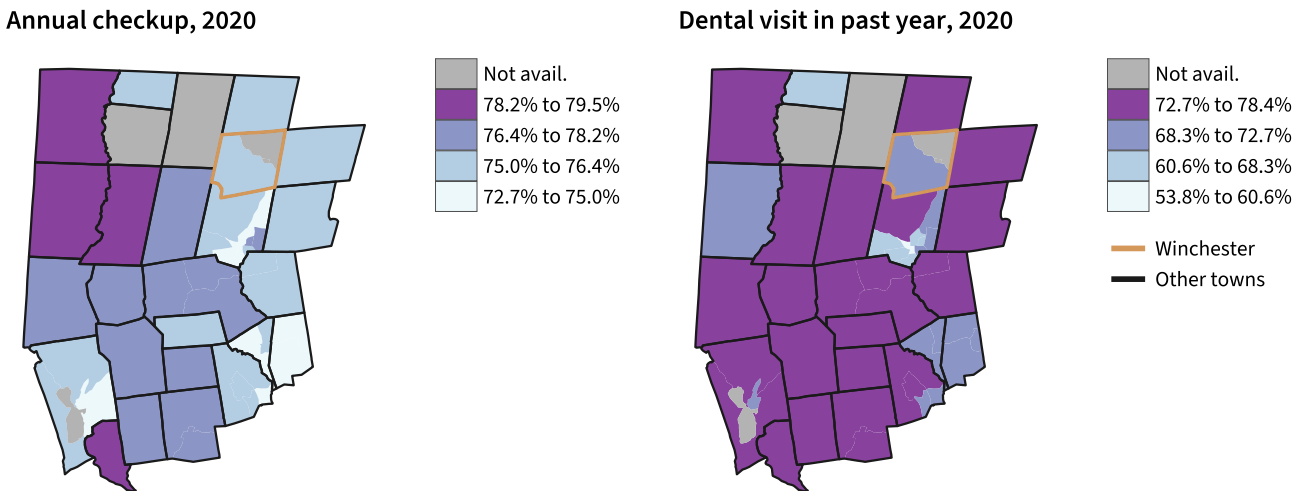 Annual checkup, 2020
Not avail.
78.2% to 79.5%
76.4% to 78.2%
75.0% to 76.4%
72.7% to 75.0%
Dental visit in past year, 2020
Not avail.
72.7% to 78.4%
68.3% to 72.7%
60.6% to 68.3%
53.8% to 60.6%
Winchester
Other towns